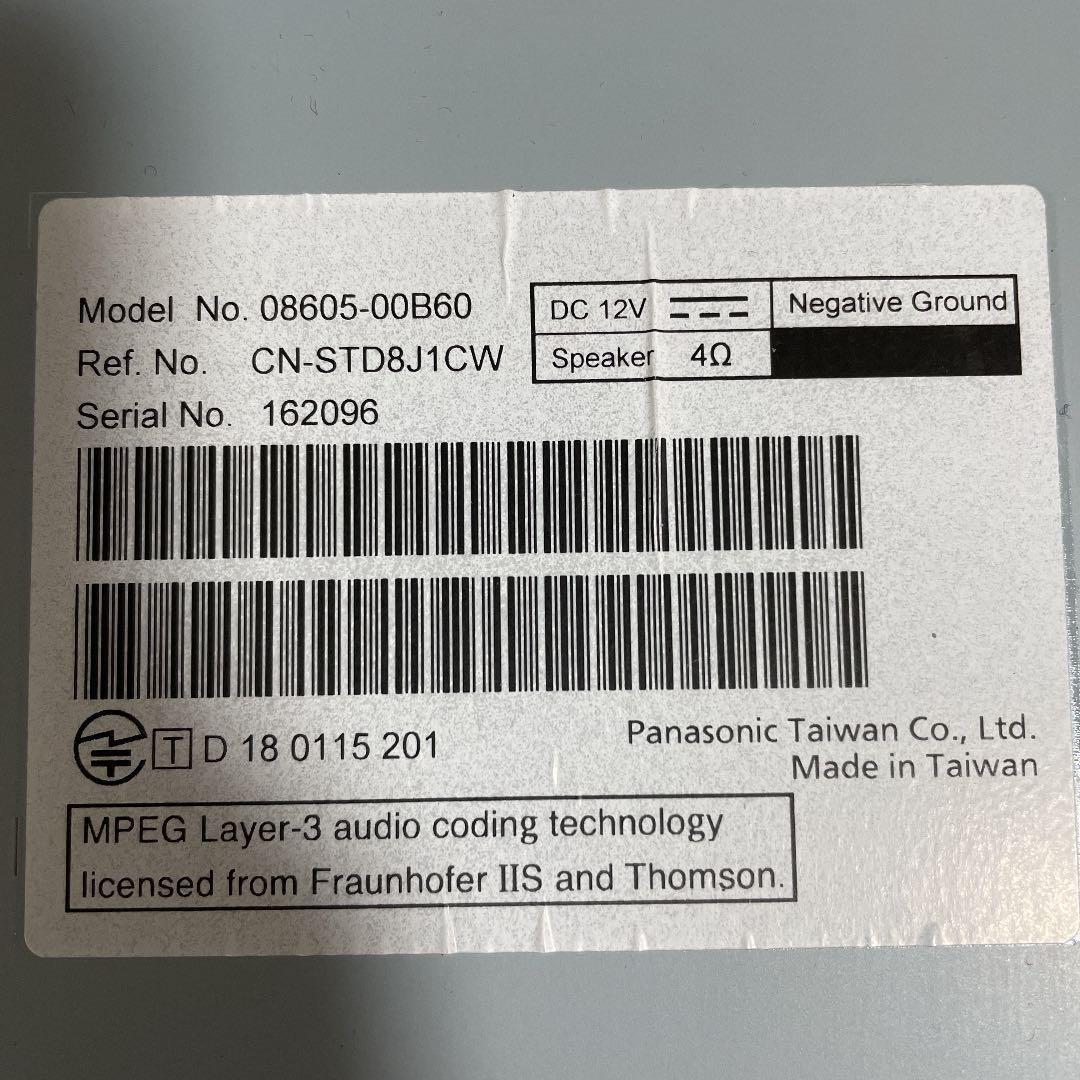 Model No. 08605-00B60
Ref. No. CN-STD8J1CW
Serial No. 162096
DC 12V
Negative Ground
Speaker 4Ω
T D 18 0115 201
Panasonic Taiwan Co., Ltd.
Made in Taiwan
MPEG Layer-3 audio coding technology
licensed from Fraunhofer IIS and Thomson.